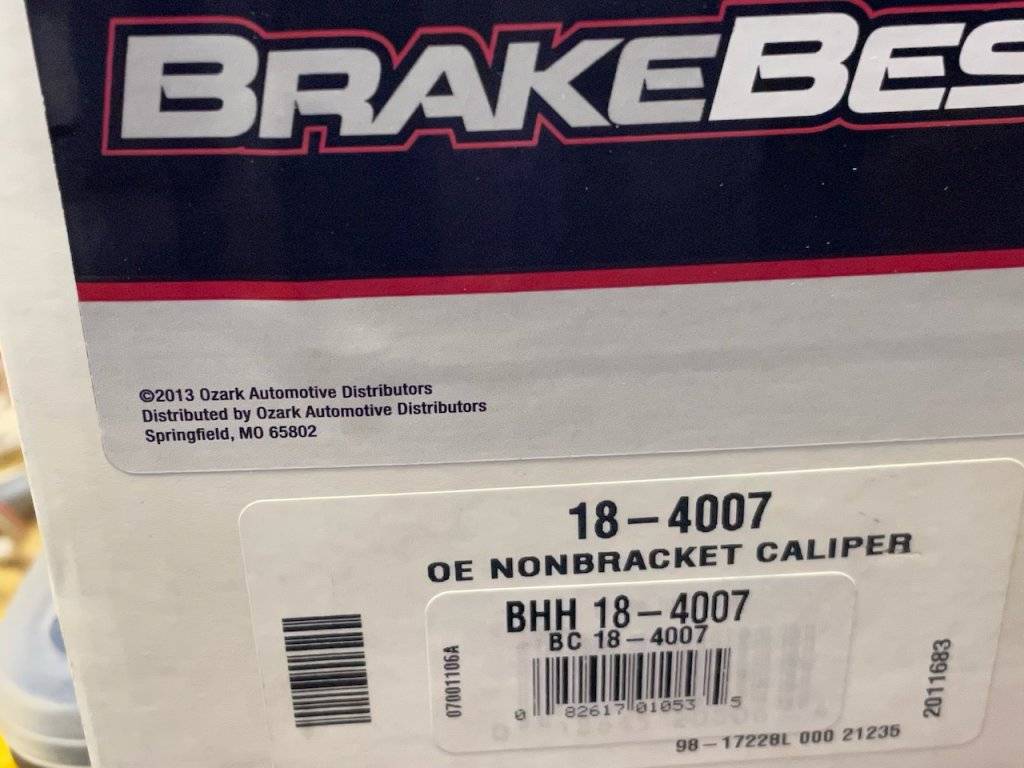 BRAKEBES
©2013 Ozark Automotive Distributors
Distributed by Ozark Automotive Distributors
Springfield, MO 65802
18-4007
OE NONBRACKET CALIPER
BHH 18-4007
BC 18-4007
07001106A
0 82617 01053 5
2011683
98-17228L 000 21235